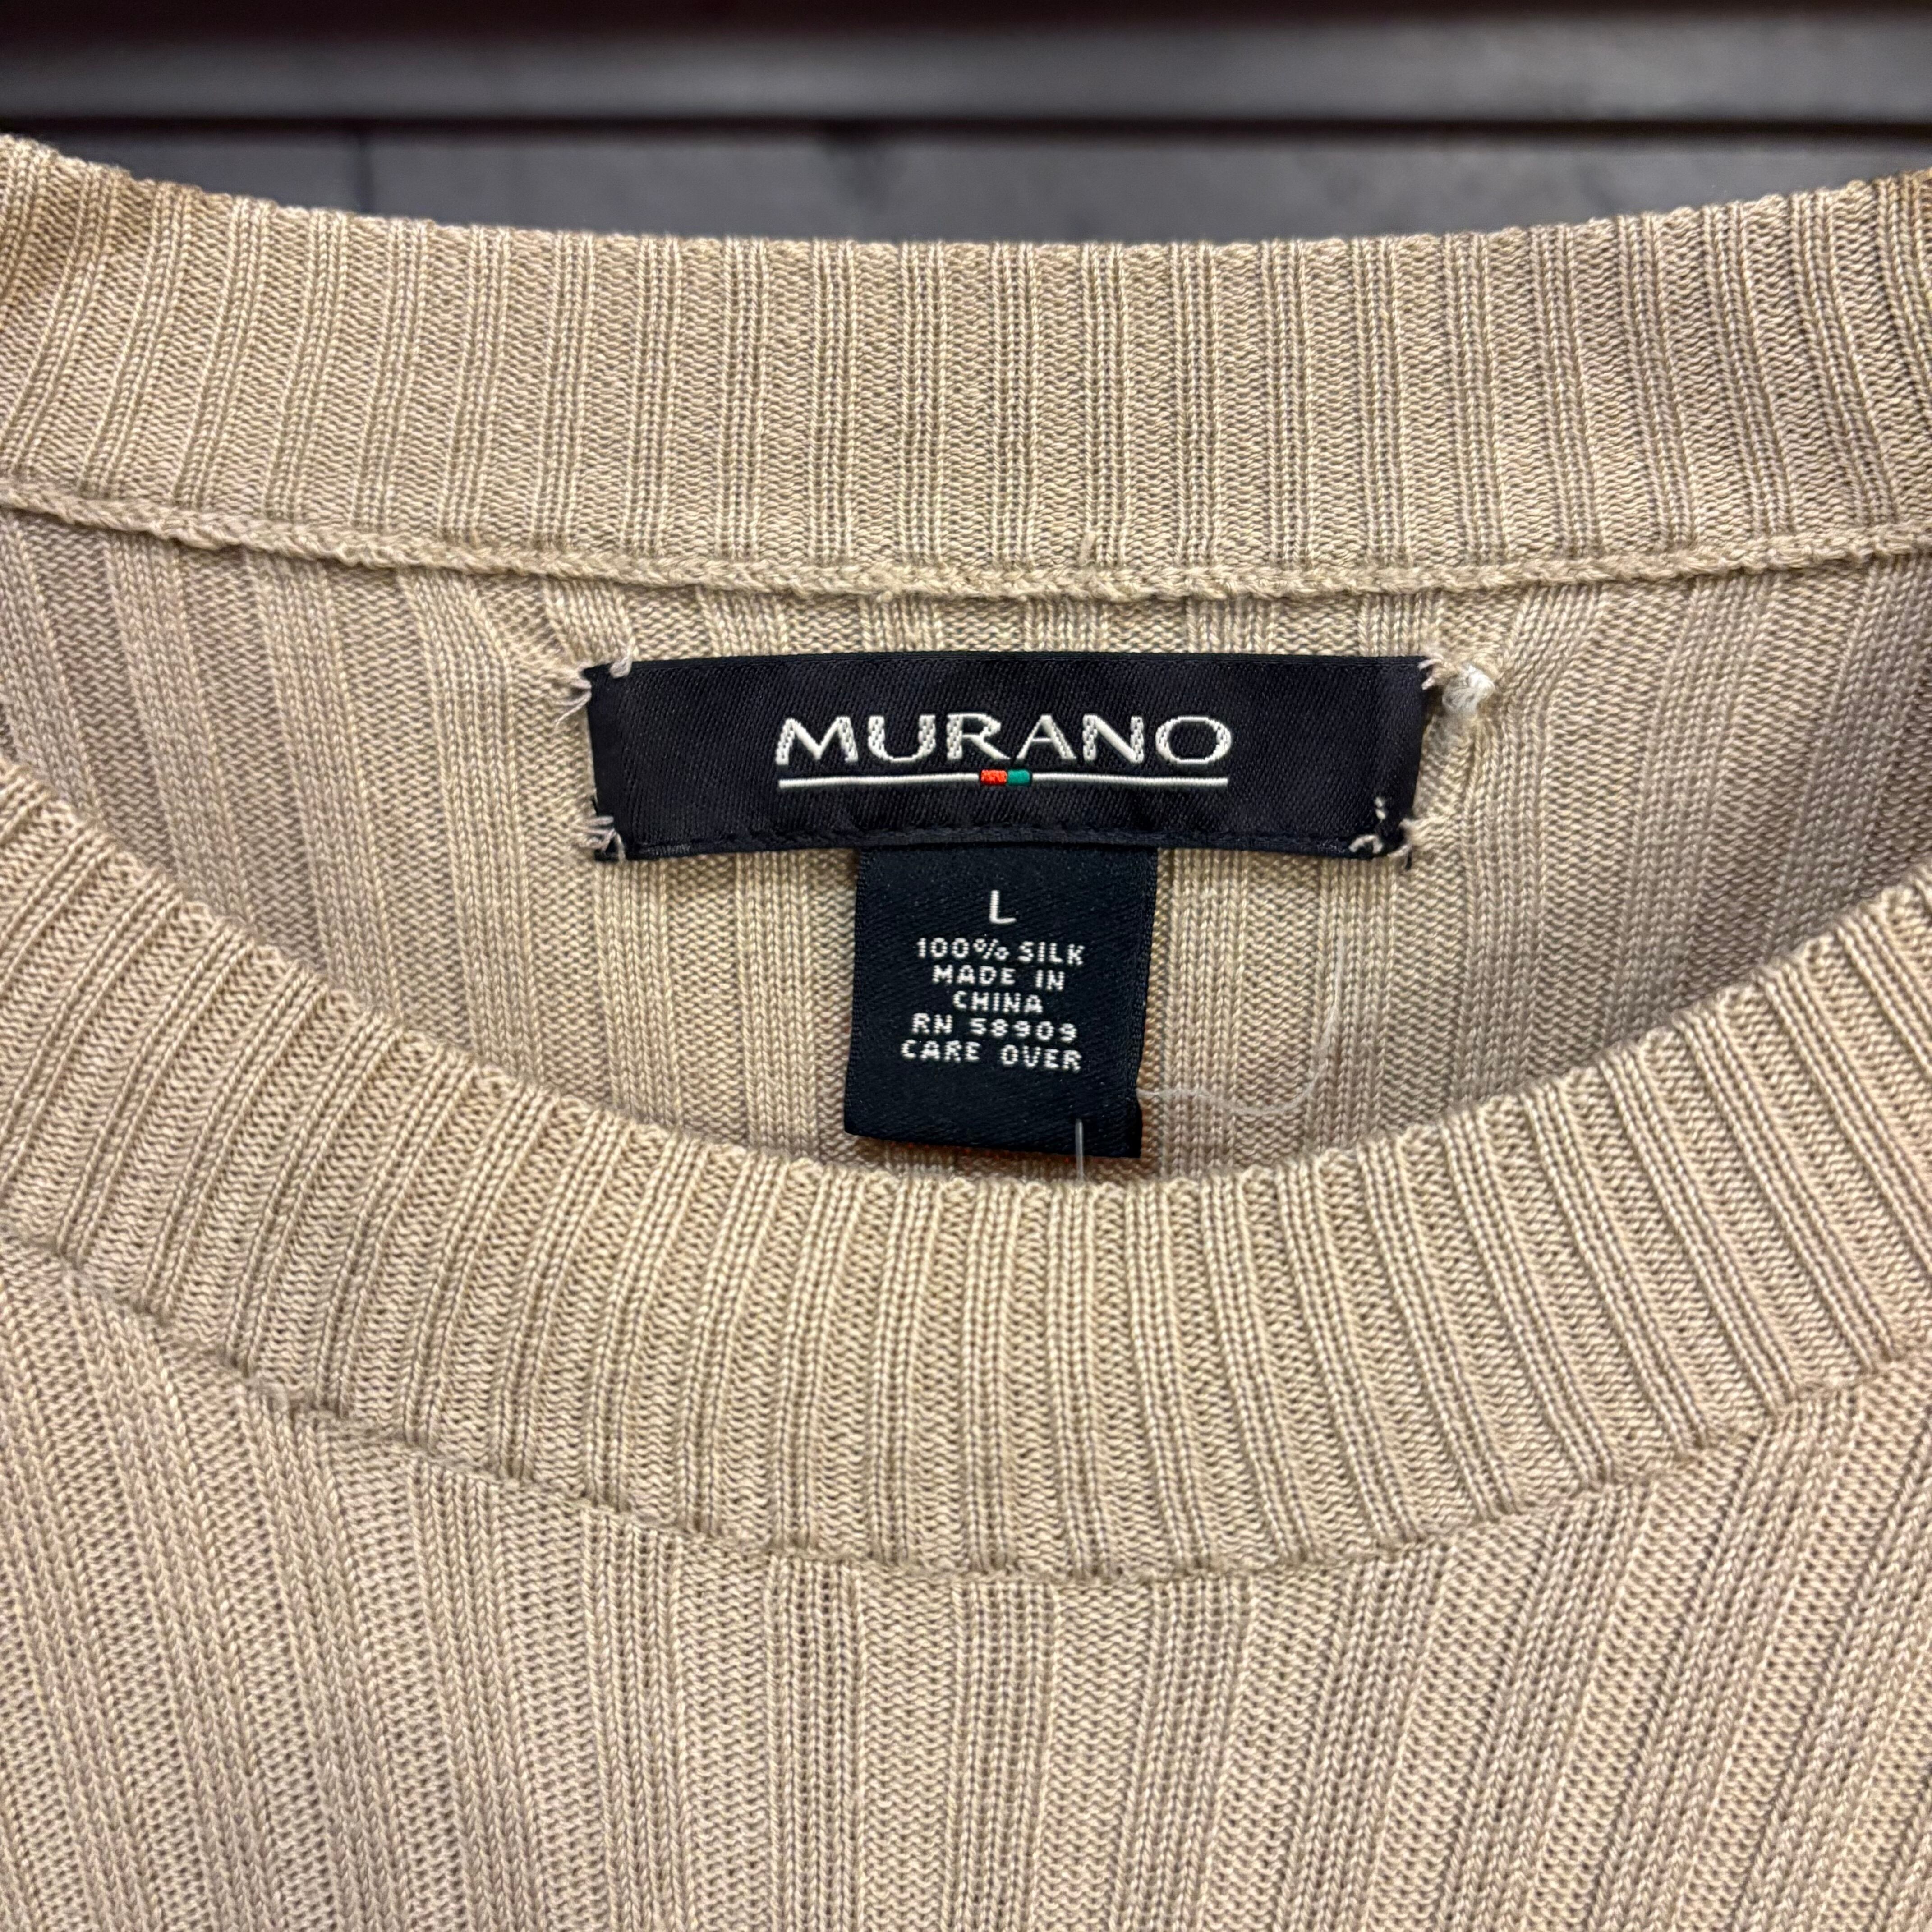 MURANO
L
100% SILK
MADE IN
CHINA
RN 58909
CARE OVER